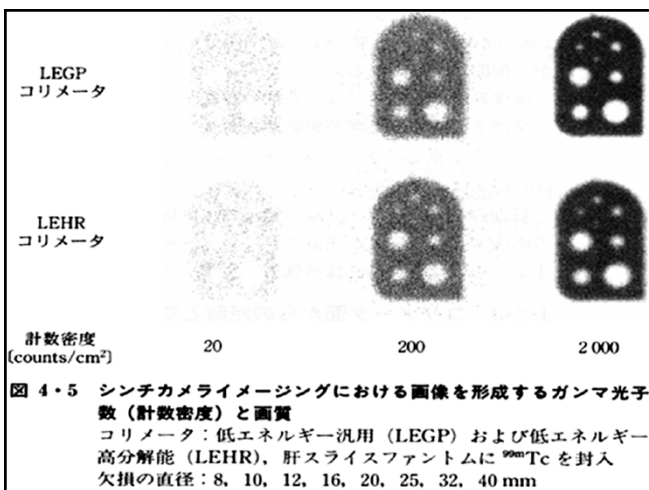 LEGP
コリメータ
LEHR
コリメータ
計数密度
[counts/cm²]
20
200
2 000
図 4・5 シンチカメライメージングにおける画像を形成するガンマ光子
数（計数密度）と画質
コリメータ：低エネルギー汎用（LEGP）および低エネルギー
高分解能（LEHR），肝スライスファントムに ⁹⁹ᵐTc を封入
欠損の直径：8，10，12，16，20，25，32，40 mm